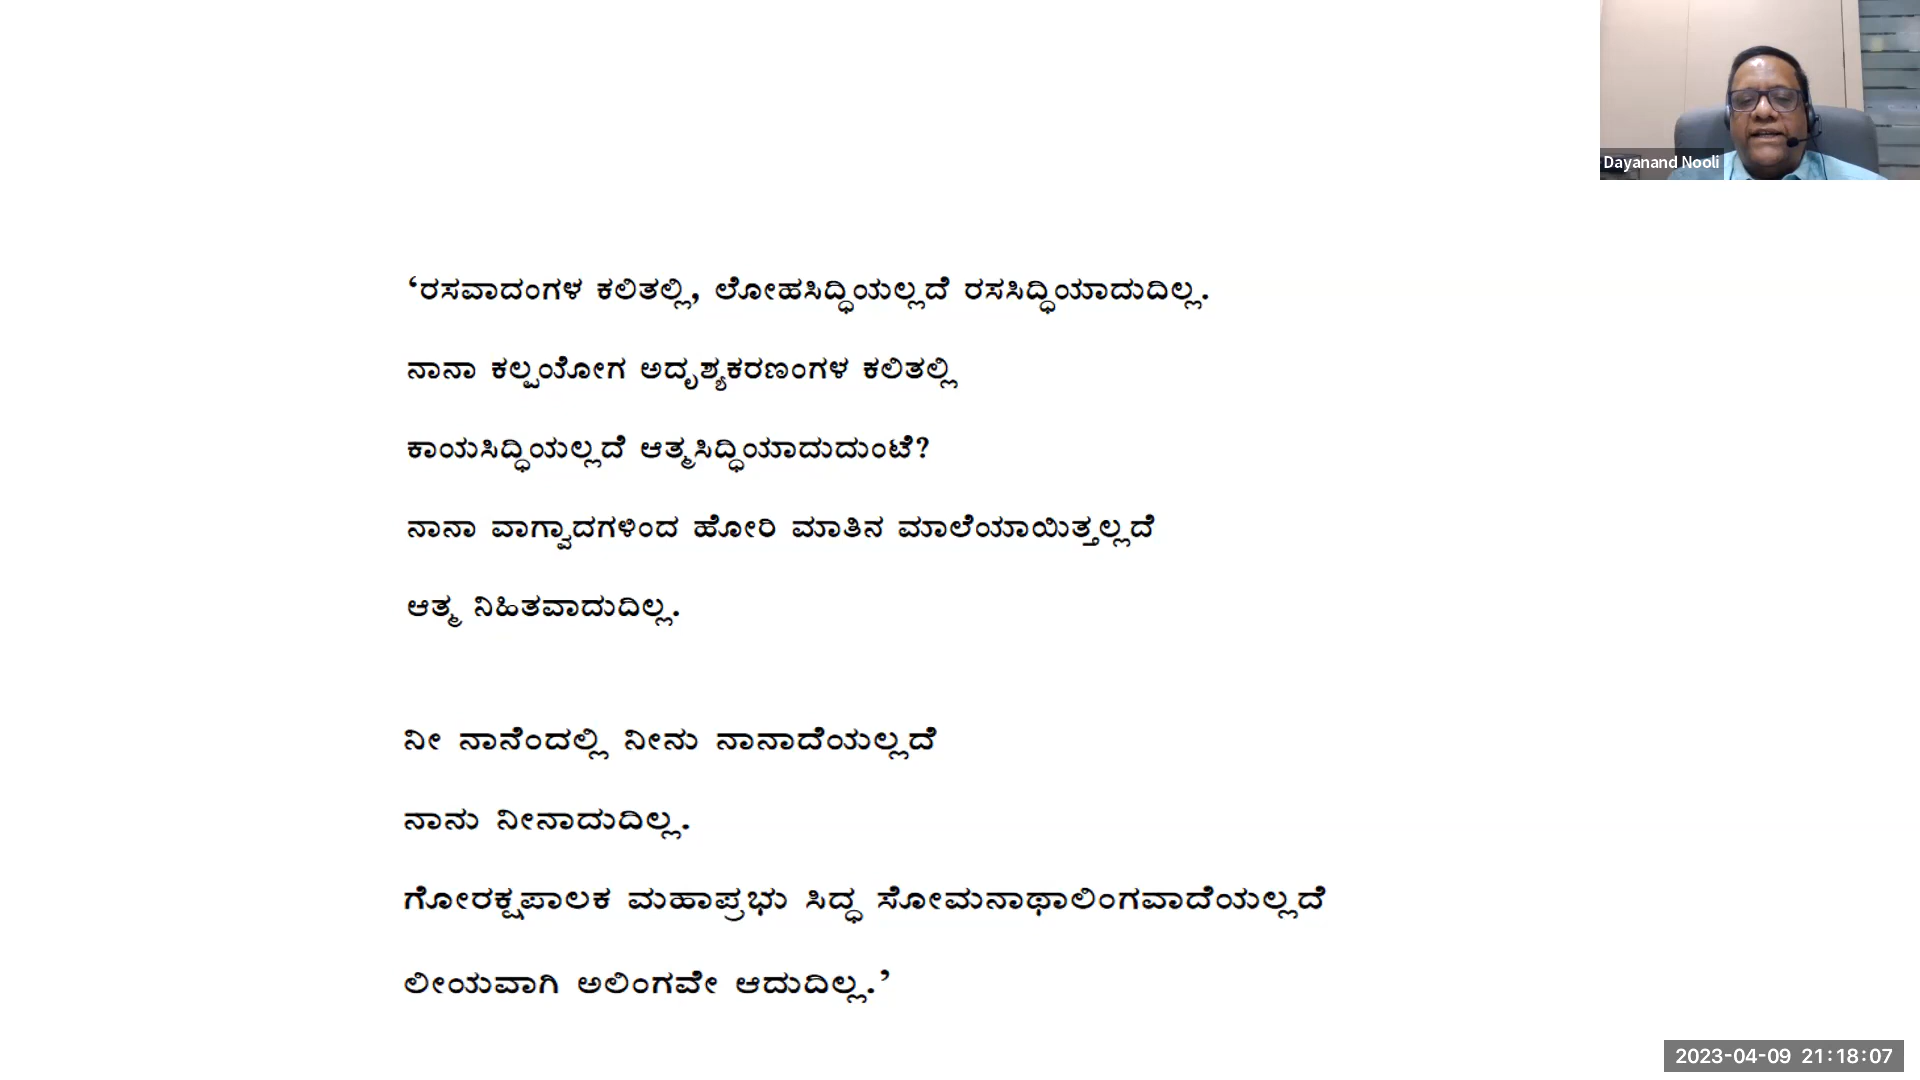 Dayanand Nooli
‘ರಸವಾದಂಗಳ ಕಲಿತಲ್ಲಿ, ಲೋಹಸಿದ್ಧಿಯಲ್ಲದೆ ರಸಸಿದ್ಧಿಯಾದುದಿಲ್ಲ.
ನಾನಾ ಕಲ್ಪಯೋಗ ಅದೃಶ್ಯಕರಣಂಗಳ ಕಲಿತಲ್ಲಿ
ಕಾಯಸಿದ್ಧಿಯಲ್ಲದೆ ಆತ್ಮಸಿದ್ಧಿಯಾದುದುಂಟೆ?
ನಾನಾ ವಾಗ್ವಾದಗಳಿಂದ ಹೋರಿ ಮಾತಿನ ಮಾಲೆಯಾಯಿತ್ತಲ್ಲದೆ
ಆತ್ಮ ನಿಹಿತವಾದುದಿಲ್ಲ.
ನೀ ನಾನೆಂದಲ್ಲಿ ನೀನು ನಾನಾದೆಯಲ್ಲದೆ
ನಾನು ನೀನಾದುದಿಲ್ಲ.
ಗೋರಕ್ಷಪಾಲಕ ಮಹಾಪ್ರಭು ಸಿದ್ಧ ಸೋಮನಾಥಾಲಿಂಗವಾದೆಯಲ್ಲದೆ
ಲೀಯವಾಗಿ ಅಲಿಂಗವೇ ಆದುದಿಲ್ಲ.’
2023-04-09 21:18:07